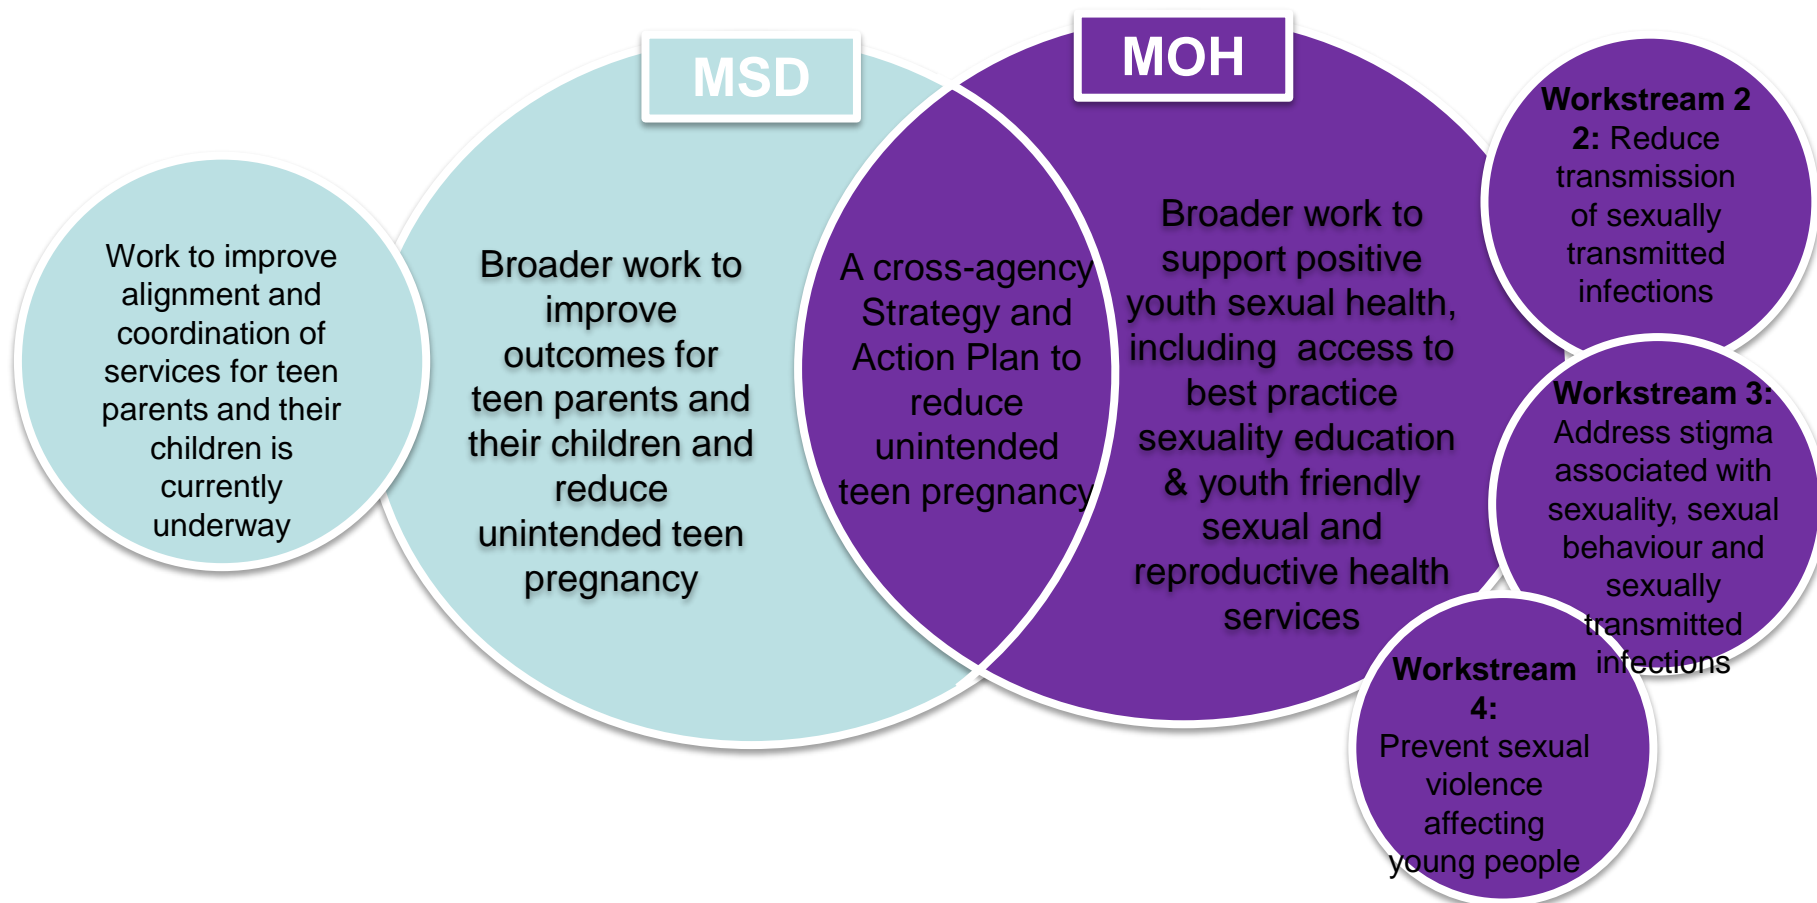 MSD
MOH
Work to improve
alignment and
coordination of
services for teen
parents and their
children is
currently
underway
Broader work to
improve
outcomes for
teen parents and
their children and
reduce
unintended teen
pregnancy
A cross-agency
Strategy and
Action Plan to
reduce
unintended
teen pregnancy
Broader work to
support positive
youth sexual health,
including access to
best practice
sexuality education
& youth friendly
sexual and
reproductive health
services
Workstream 2
2: Reduce
transmission
of sexually
transmitted
infections
Workstream 3:
Address stigma
associated with
sexuality, sexual
behaviour and
sexually
transmitted
infections
Workstream
4:
Prevent sexual
violence
affecting
young people